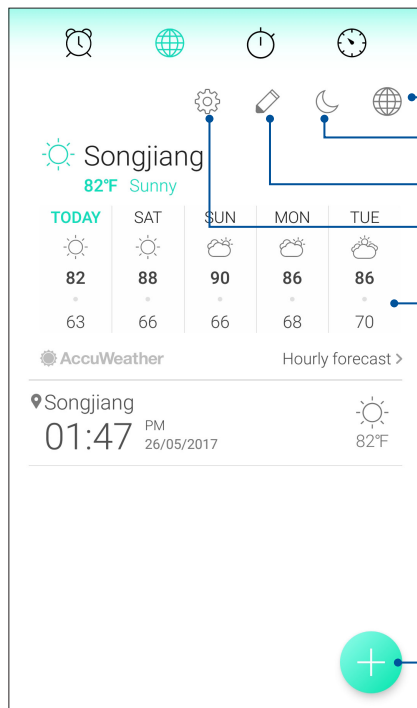 Songjiang
82°F Sunny
TODAY SAT SUN MON TUE
82 88 90 86 86
63 66 66 68 70
AccuWeather Hourly forecast >
Songjiang
01:47 PM
26/05/2017
82°F